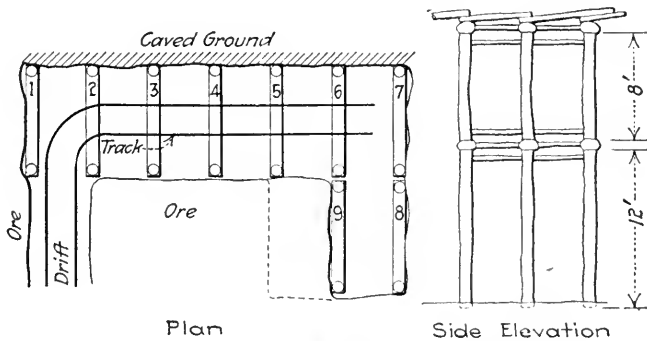 Caved Ground
1 2 3 4 5 6 7
Track
Ore
Ore
Drift
9 8
8'
12'
Plan
Side Elevation